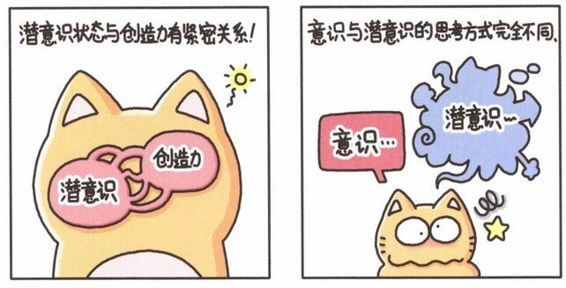 潜意识状态与创造力有紧密关系!
创造力
潜意识
意识与潜意识的思考方式完全不同.
潜意识~
意识…